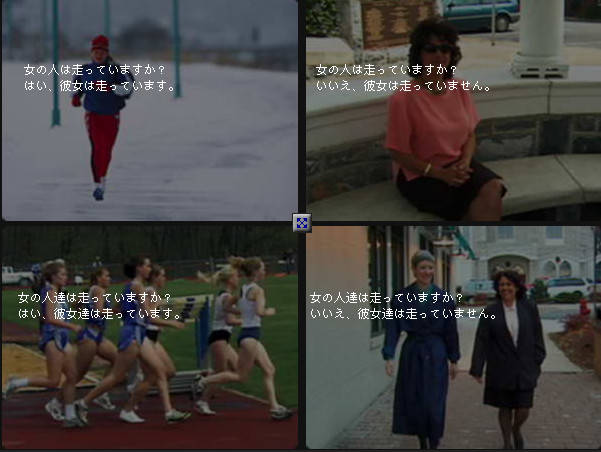 女の人は走っていますか？
はい、彼女は走っています。
女の人は走っていますか？
いいえ、彼女は走っていません。
女の人達は走っていますか？
はい、彼女達は走っています。
女の人達は走っていますか？
いいえ、彼女達は走っていません。